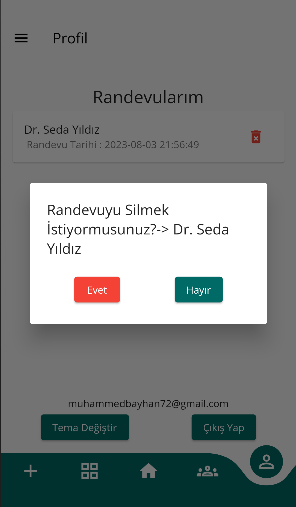 Profil
Randevularım
Dr. Seda Yıldız
Randevu Tarihi : 2023-08-03 21:56:49
Randevuyu Silmek
İstiyormusunuz?-> Dr. Seda
Yıldız
Evet
Hayır
muhammedbayhan72@gmail.com
Tema Değiştir
Çıkış Yap